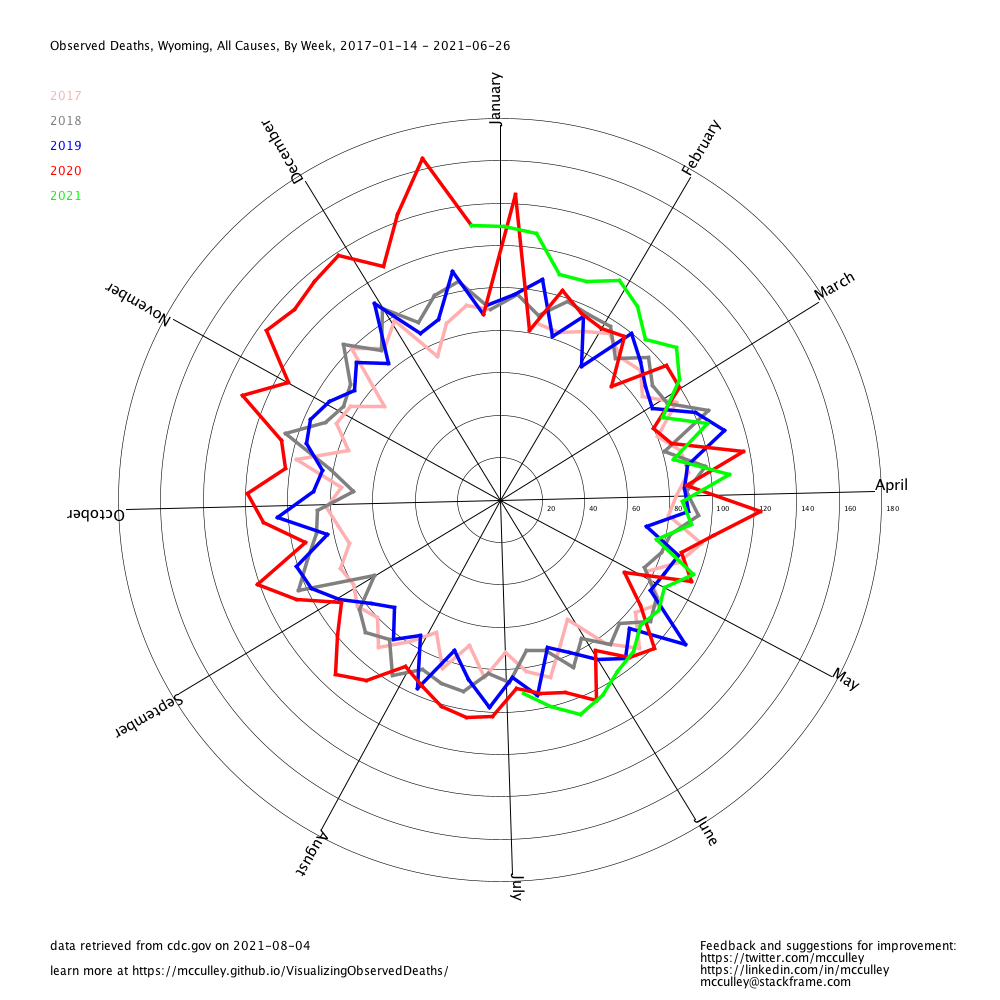 Observed Deaths, Wyoming, All Causes, By Week, 2017-01-14 - 2021-06-26
2017
2018
2019
2020
2021
January
February
March
April
May
June
July
August
September
October
November
December
20
40
60
80
100
120
140
160
180
data retrieved from cdc.gov on 2021-08-04
learn more at https://mcculley.github.io/VisualizingObservedDeaths/
Feedback and suggestions for improvement:
https://twitter.com/mcculley
https://linkedin.com/in/mcculley
mcculley@stackframe.com